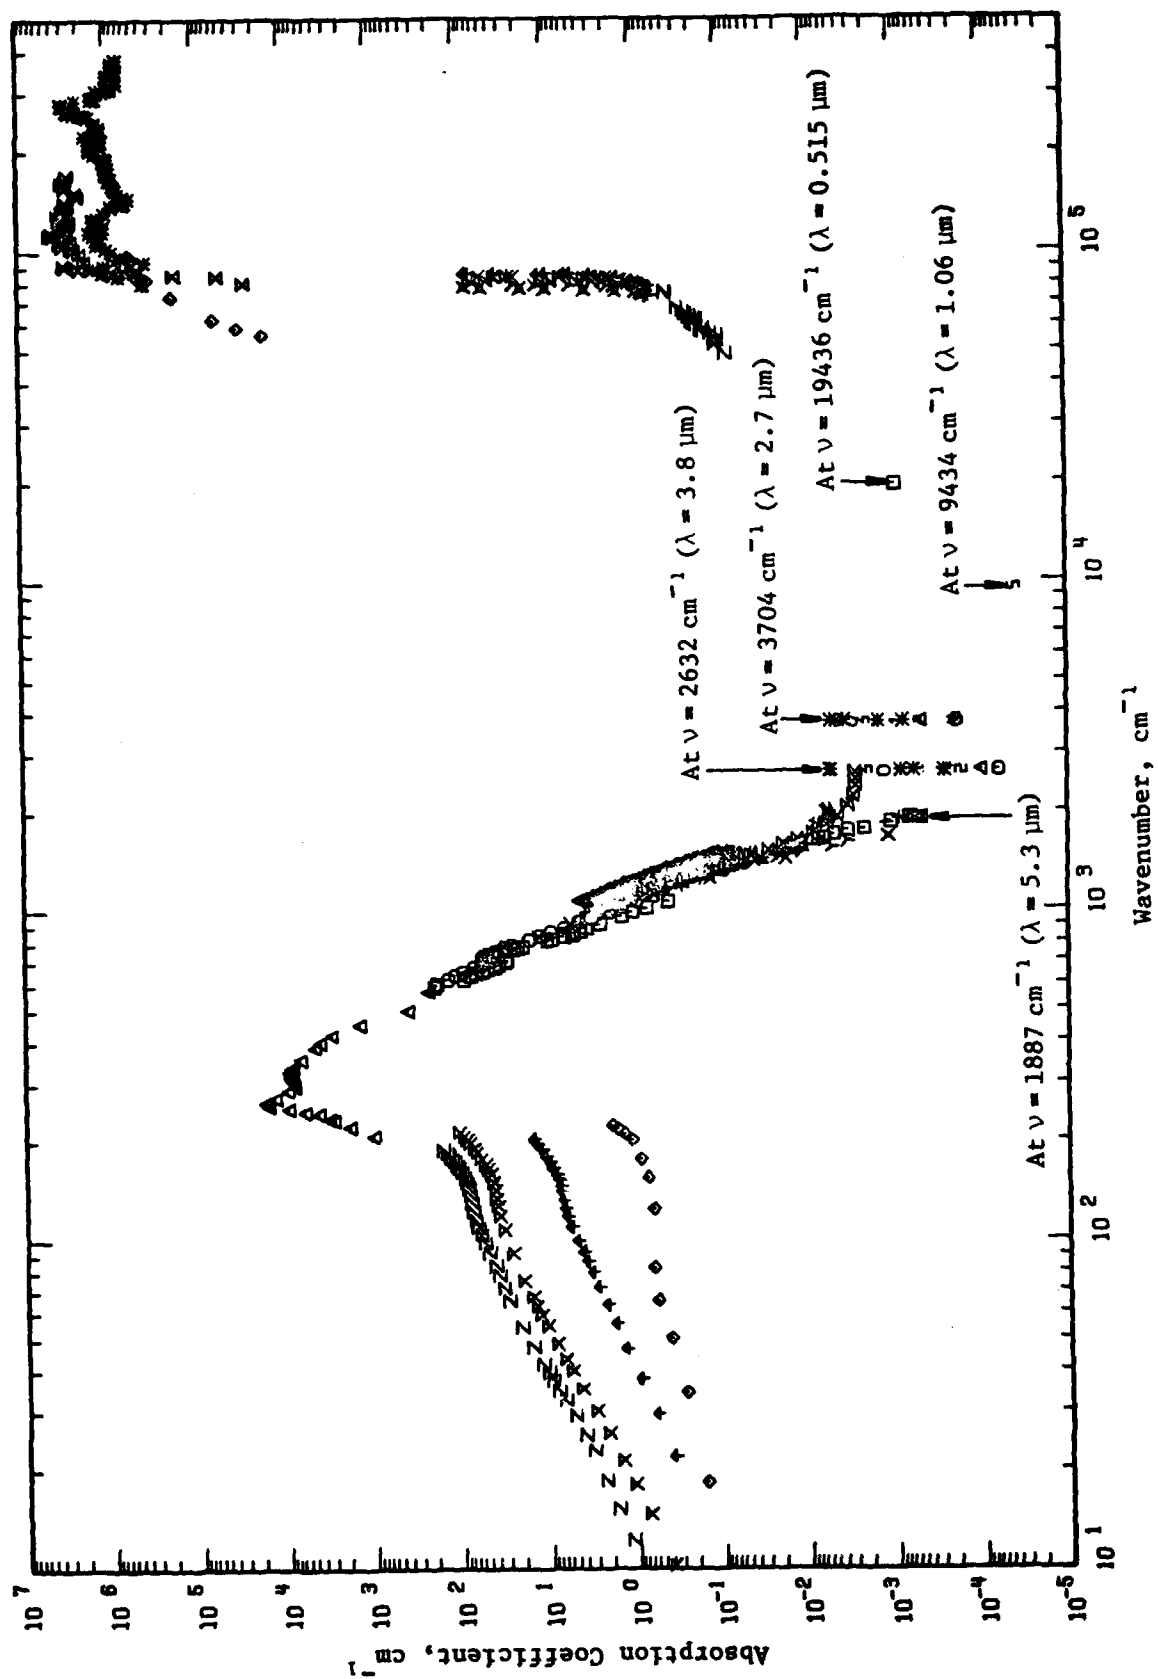 Absorption Coefficient, cm⁻¹
10⁷
10⁶
10⁵
10⁴
10³
10²
10¹
10⁰
10⁻¹
10⁻²
10⁻³
10⁻⁴
10⁻⁵
At ν = 2632 cm⁻¹ (λ = 3.8 μm)
At ν = 3704 cm⁻¹ (λ = 2.7 μm)
At ν = 19436 cm⁻¹ (λ = 0.515 μm)
At ν = 9434 cm⁻¹ (λ = 1.06 μm)
At ν = 1887 cm⁻¹ (λ = 5.3 μm)
10¹
10²
10³
10⁴
10⁵
Wavenumber, cm⁻¹